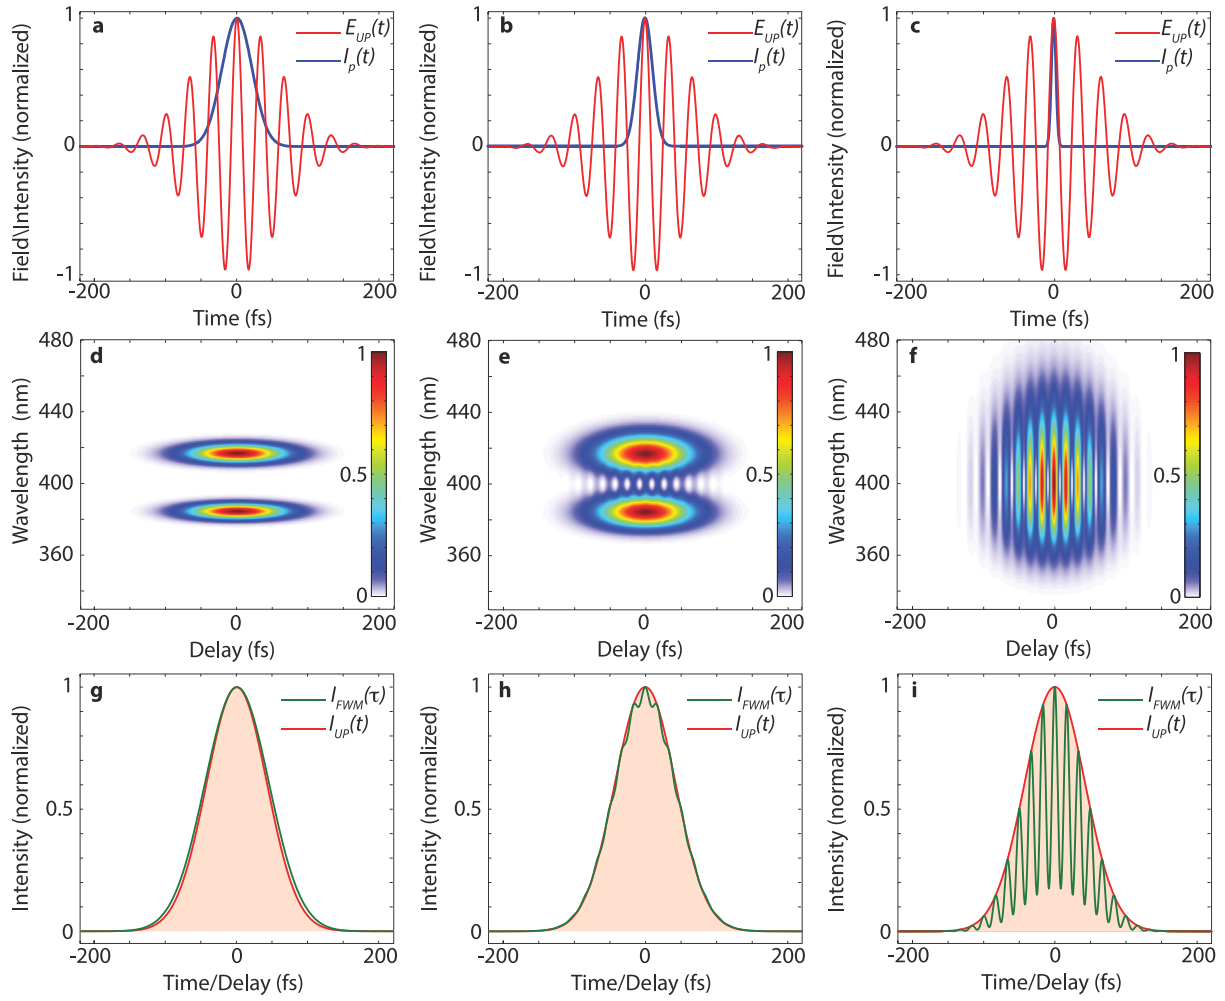 a
E_UP(t)
I_p(t)
Field\Intensity (normalized)
1
0
-1
-200
0
200
Time (fs)
b
E_UP(t)
I_p(t)
Field\Intensity (normalized)
1
0
-1
-200
0
200
Time (fs)
c
E_UP(t)
I_p(t)
Field\Intensity (normalized)
1
0
-1
-200
0
200
Time (fs)
d
Wavelength (nm)
480
440
400
360
1
0.5
0
-200
0
200
Delay (fs)
e
Wavelength (nm)
480
440
400
360
1
0.5
0
-200
0
200
Delay (fs)
f
Wavelength (nm)
480
440
400
360
1
0.5
0
-200
0
200
Delay (fs)
g
I_FWM(τ)
I_UP(t)
Intensity (normalized)
1
0.5
0
-200
0
200
Time/Delay (fs)
h
I_FWM(τ)
I_UP(t)
Intensity (normalized)
1
0.5
0
-200
0
200
Time/Delay (fs)
i
I_FWM(τ)
I_UP(t)
Intensity (normalized)
1
0.5
0
-200
0
200
Time/Delay (fs)